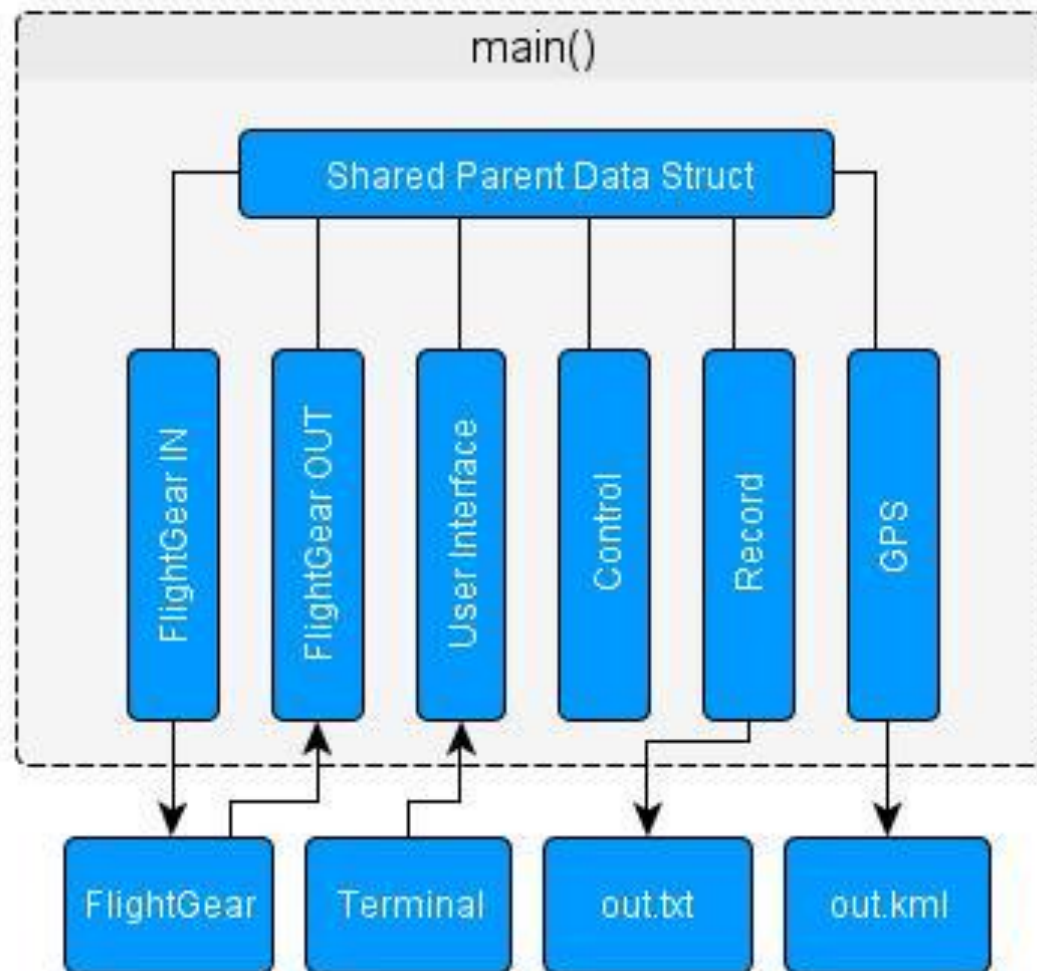 main()
Shared Parent Data Struct
FlightGear IN
FlightGear OUT
User Interface
Control
Record
GPS
FlightGear
Terminal
out.txt
out.kml